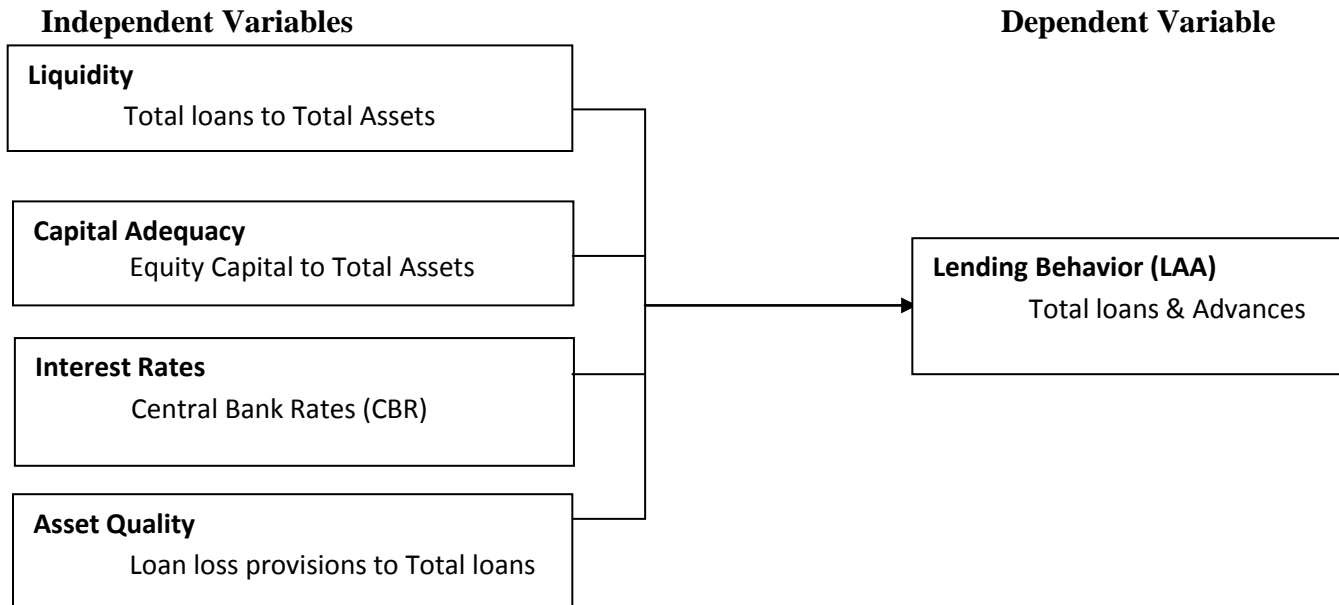 Independent Variables
Dependent Variable
Liquidity
Total loans to Total Assets
Capital Adequacy
Equity Capital to Total Assets
Lending Behavior (LAA)
Total loans & Advances
Interest Rates
Central Bank Rates (CBR)
Asset Quality
Loan loss provisions to Total loans